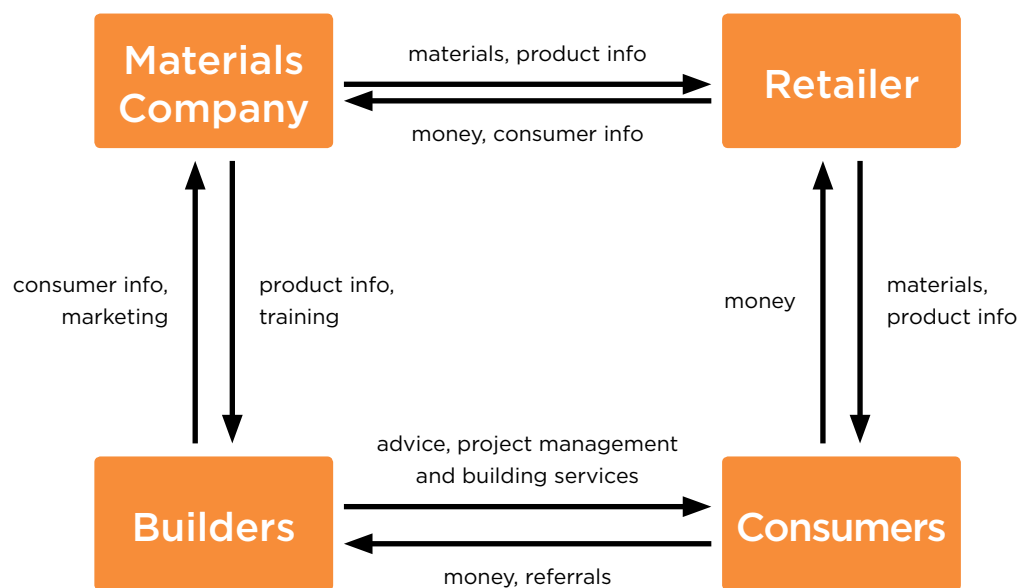 Materials
Company
materials, product info
Retailer
money, consumer info
consumer info,
marketing
product info,
training
money
materials,
product info
advice, project management
and building services
Builders
Consumers
money, referrals